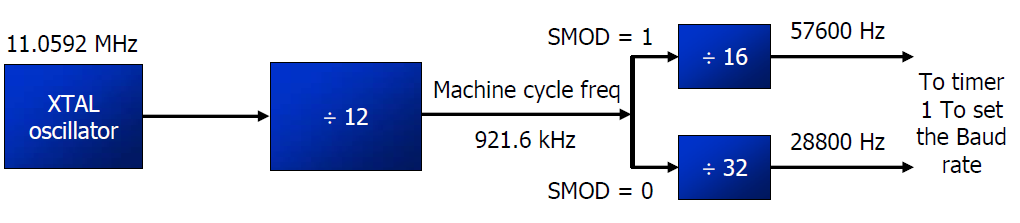 11.0592 MHz
XTAL
oscillator
÷ 12
Machine cycle freq
921.6 kHz
SMOD = 1
÷ 16
57600 Hz
SMOD = 0
÷ 32
28800 Hz
To timer
1 To set
the Baud
rate